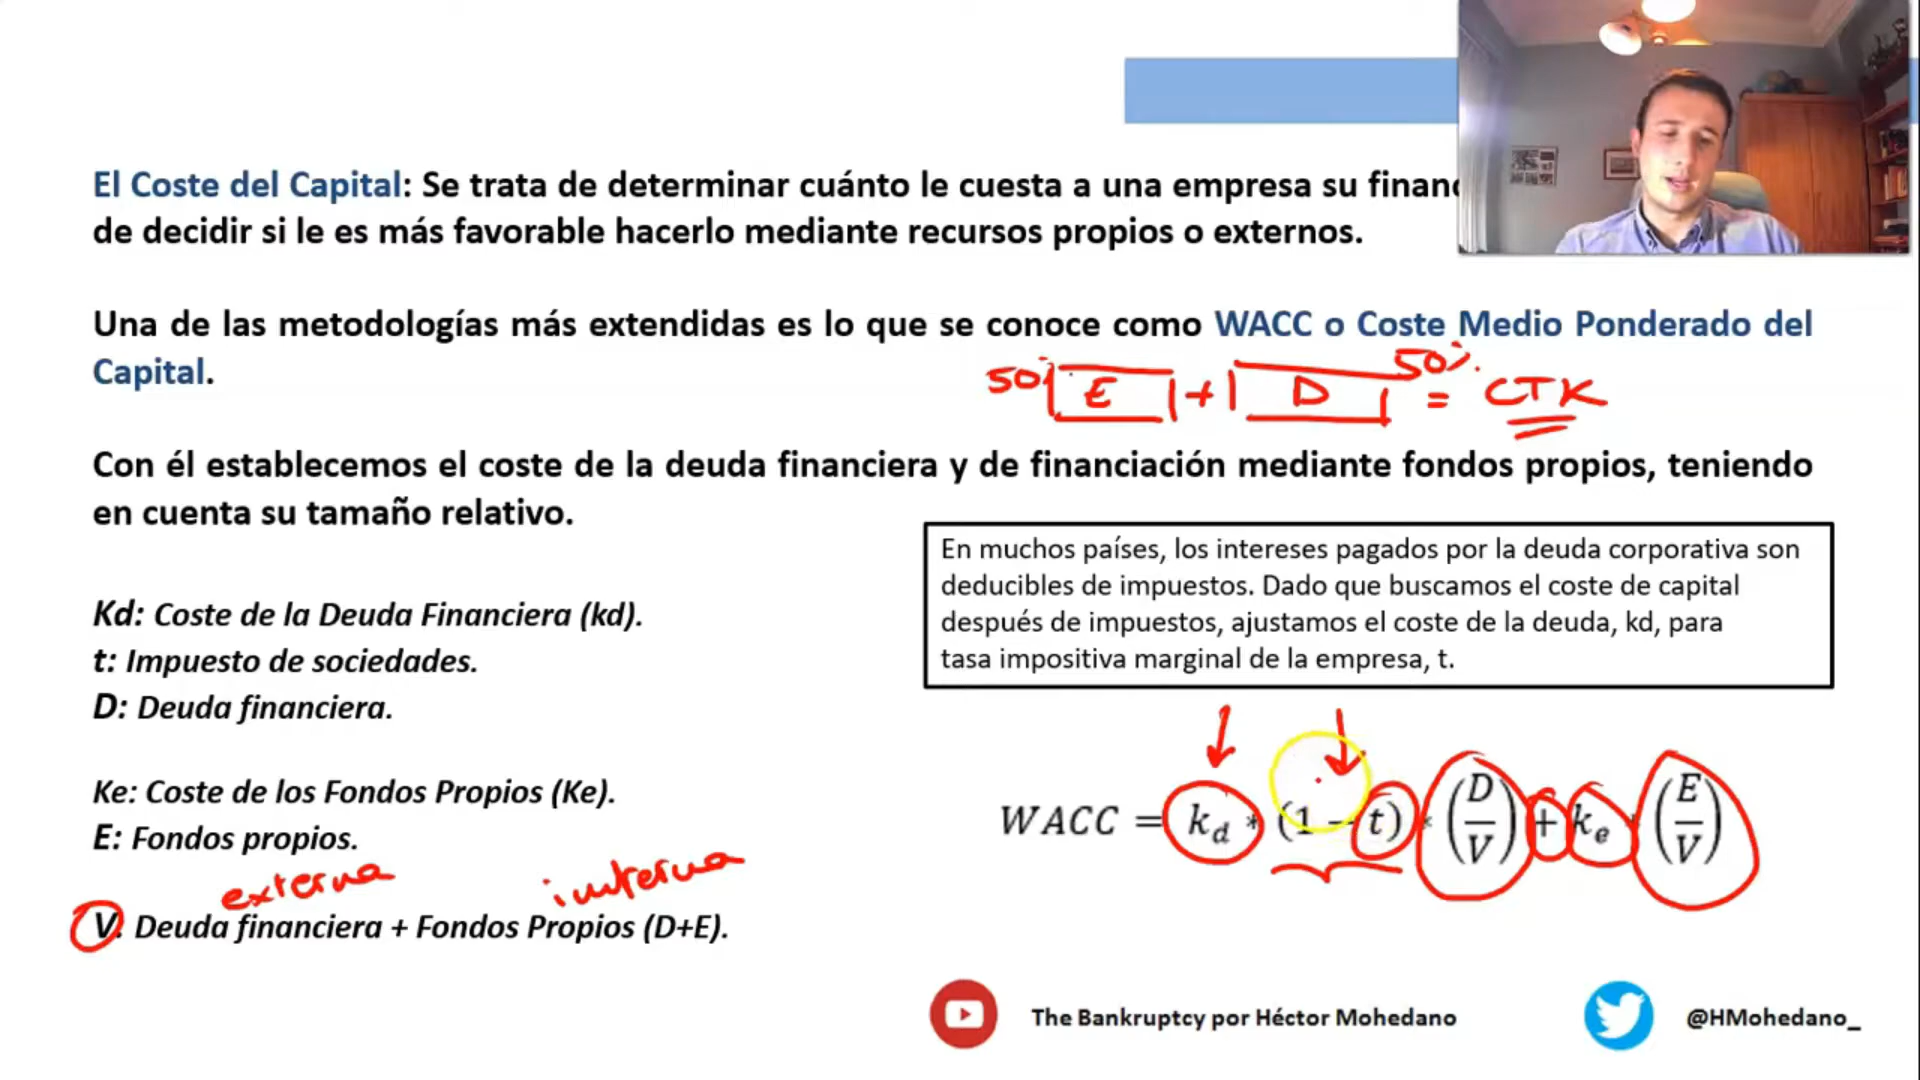 El Coste del Capital: Se trata de determinar cuánto le cuesta a una empresa su
de decidir si le es más favorable hacerlo mediante recursos propios o externos.
Una de las metodologías más extendidas es lo que se conoce como WACC o Coste Medio Ponderado del
Capital.
50% E + D 50% = CTK
Con él establecemos el coste de la deuda financiera y de financiación mediante fondos propios, teniendo
en cuenta su tamaño relativo.
En muchos países, los intereses pagados por la deuda corporativa son
deducibles de impuestos. Dado que buscamos el coste de capital
después de impuestos, ajustamos el coste de la deuda, kd, para
tasa impositiva marginal de la empresa, t.
Kd: Coste de la Deuda Financiera (kd).
t: Impuesto de sociedades.
D: Deuda financiera.
Ke: Coste de los Fondos Propios (Ke).
E: Fondos propios.
externa interna
V: Deuda financiera + Fondos Propios (D+E).
WACC = k_d * (1 − t) * (D/V) + k_e * (E/V)
The Bankruptcy por Héctor Mohedano
@HMohedano_